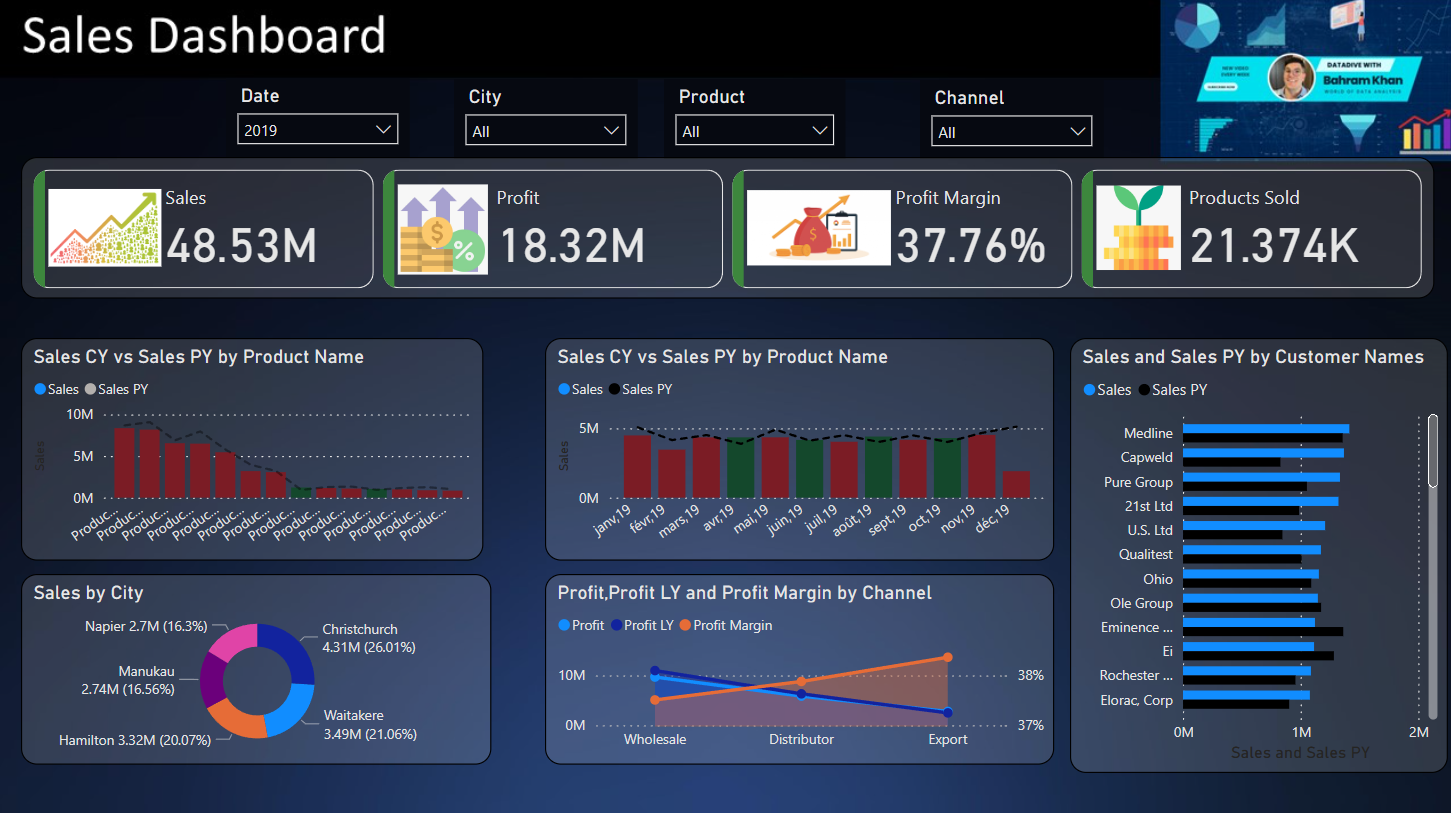 Sales Dashboard
NEW VIDEO
EVERY WEEK
DATADIVE WITH
Bahram Khan
WORLD OF DATA ANALYSIS
Date
City
Product
Channel
2019
All
All
All
Sales
48.53M
Profit
18.32M
Profit Margin
37.76%
Products Sold
21.374K
Sales CY vs Sales PY by Product Name
Sales Sales PY
10M
5M
0M
Sales
Produc... Produc... Produc... Produc... Produc... Produc... Produc... Produc... Produc... Produc... Produc... Produc... Produc... Produc...
Sales CY vs Sales PY by Product Name
Sales Sales PY
5M
0M
Sales
janv,19 févr,19 mars,19 avr,19 mai,19 juin,19 juil,19 août,19 sept,19 oct,19 nov,19 déc,19
Sales and Sales PY by Customer Names
Sales Sales PY
Medline
Capweld
Pure Group
21st Ltd
U.S. Ltd
Qualitest
Ohio
Ole Group
Eminence ...
Ei
Rochester ...
Elorac, Corp
0M 1M 2M
Sales and Sales PY
Sales by City
Napier 2.7M (16.3%)
Christchurch
4.31M (26.01%)
Manukau
2.74M (16.56%)
Waitakere
3.49M (21.06%)
Hamilton 3.32M (20.07%)
Profit,Profit LY and Profit Margin by Channel
Profit Profit LY Profit Margin
10M
0M
38%
37%
Wholesale Distributor Export